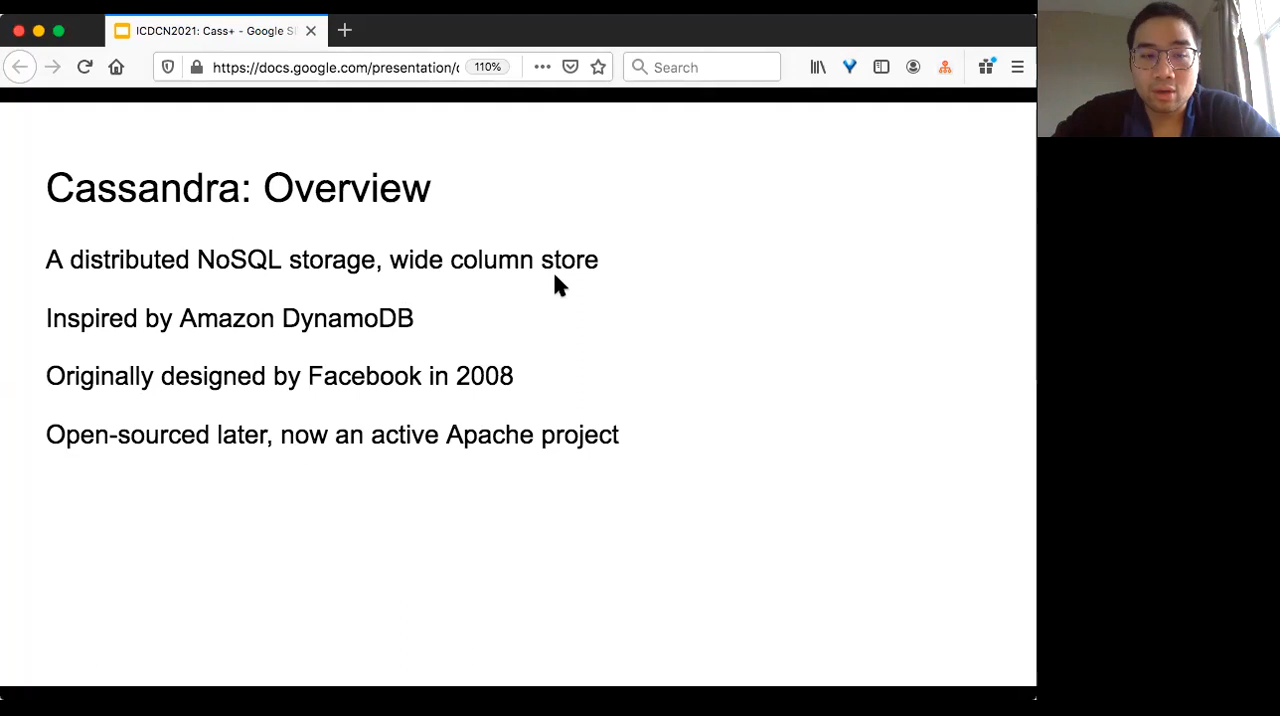 ICDCN2021: Cass+ - Google Sl
https://docs.google.com/presentation/
110%
Search
Cassandra: Overview
A distributed NoSQL storage, wide column store
Inspired by Amazon DynamoDB
Originally designed by Facebook in 2008
Open-sourced later, now an active Apache project